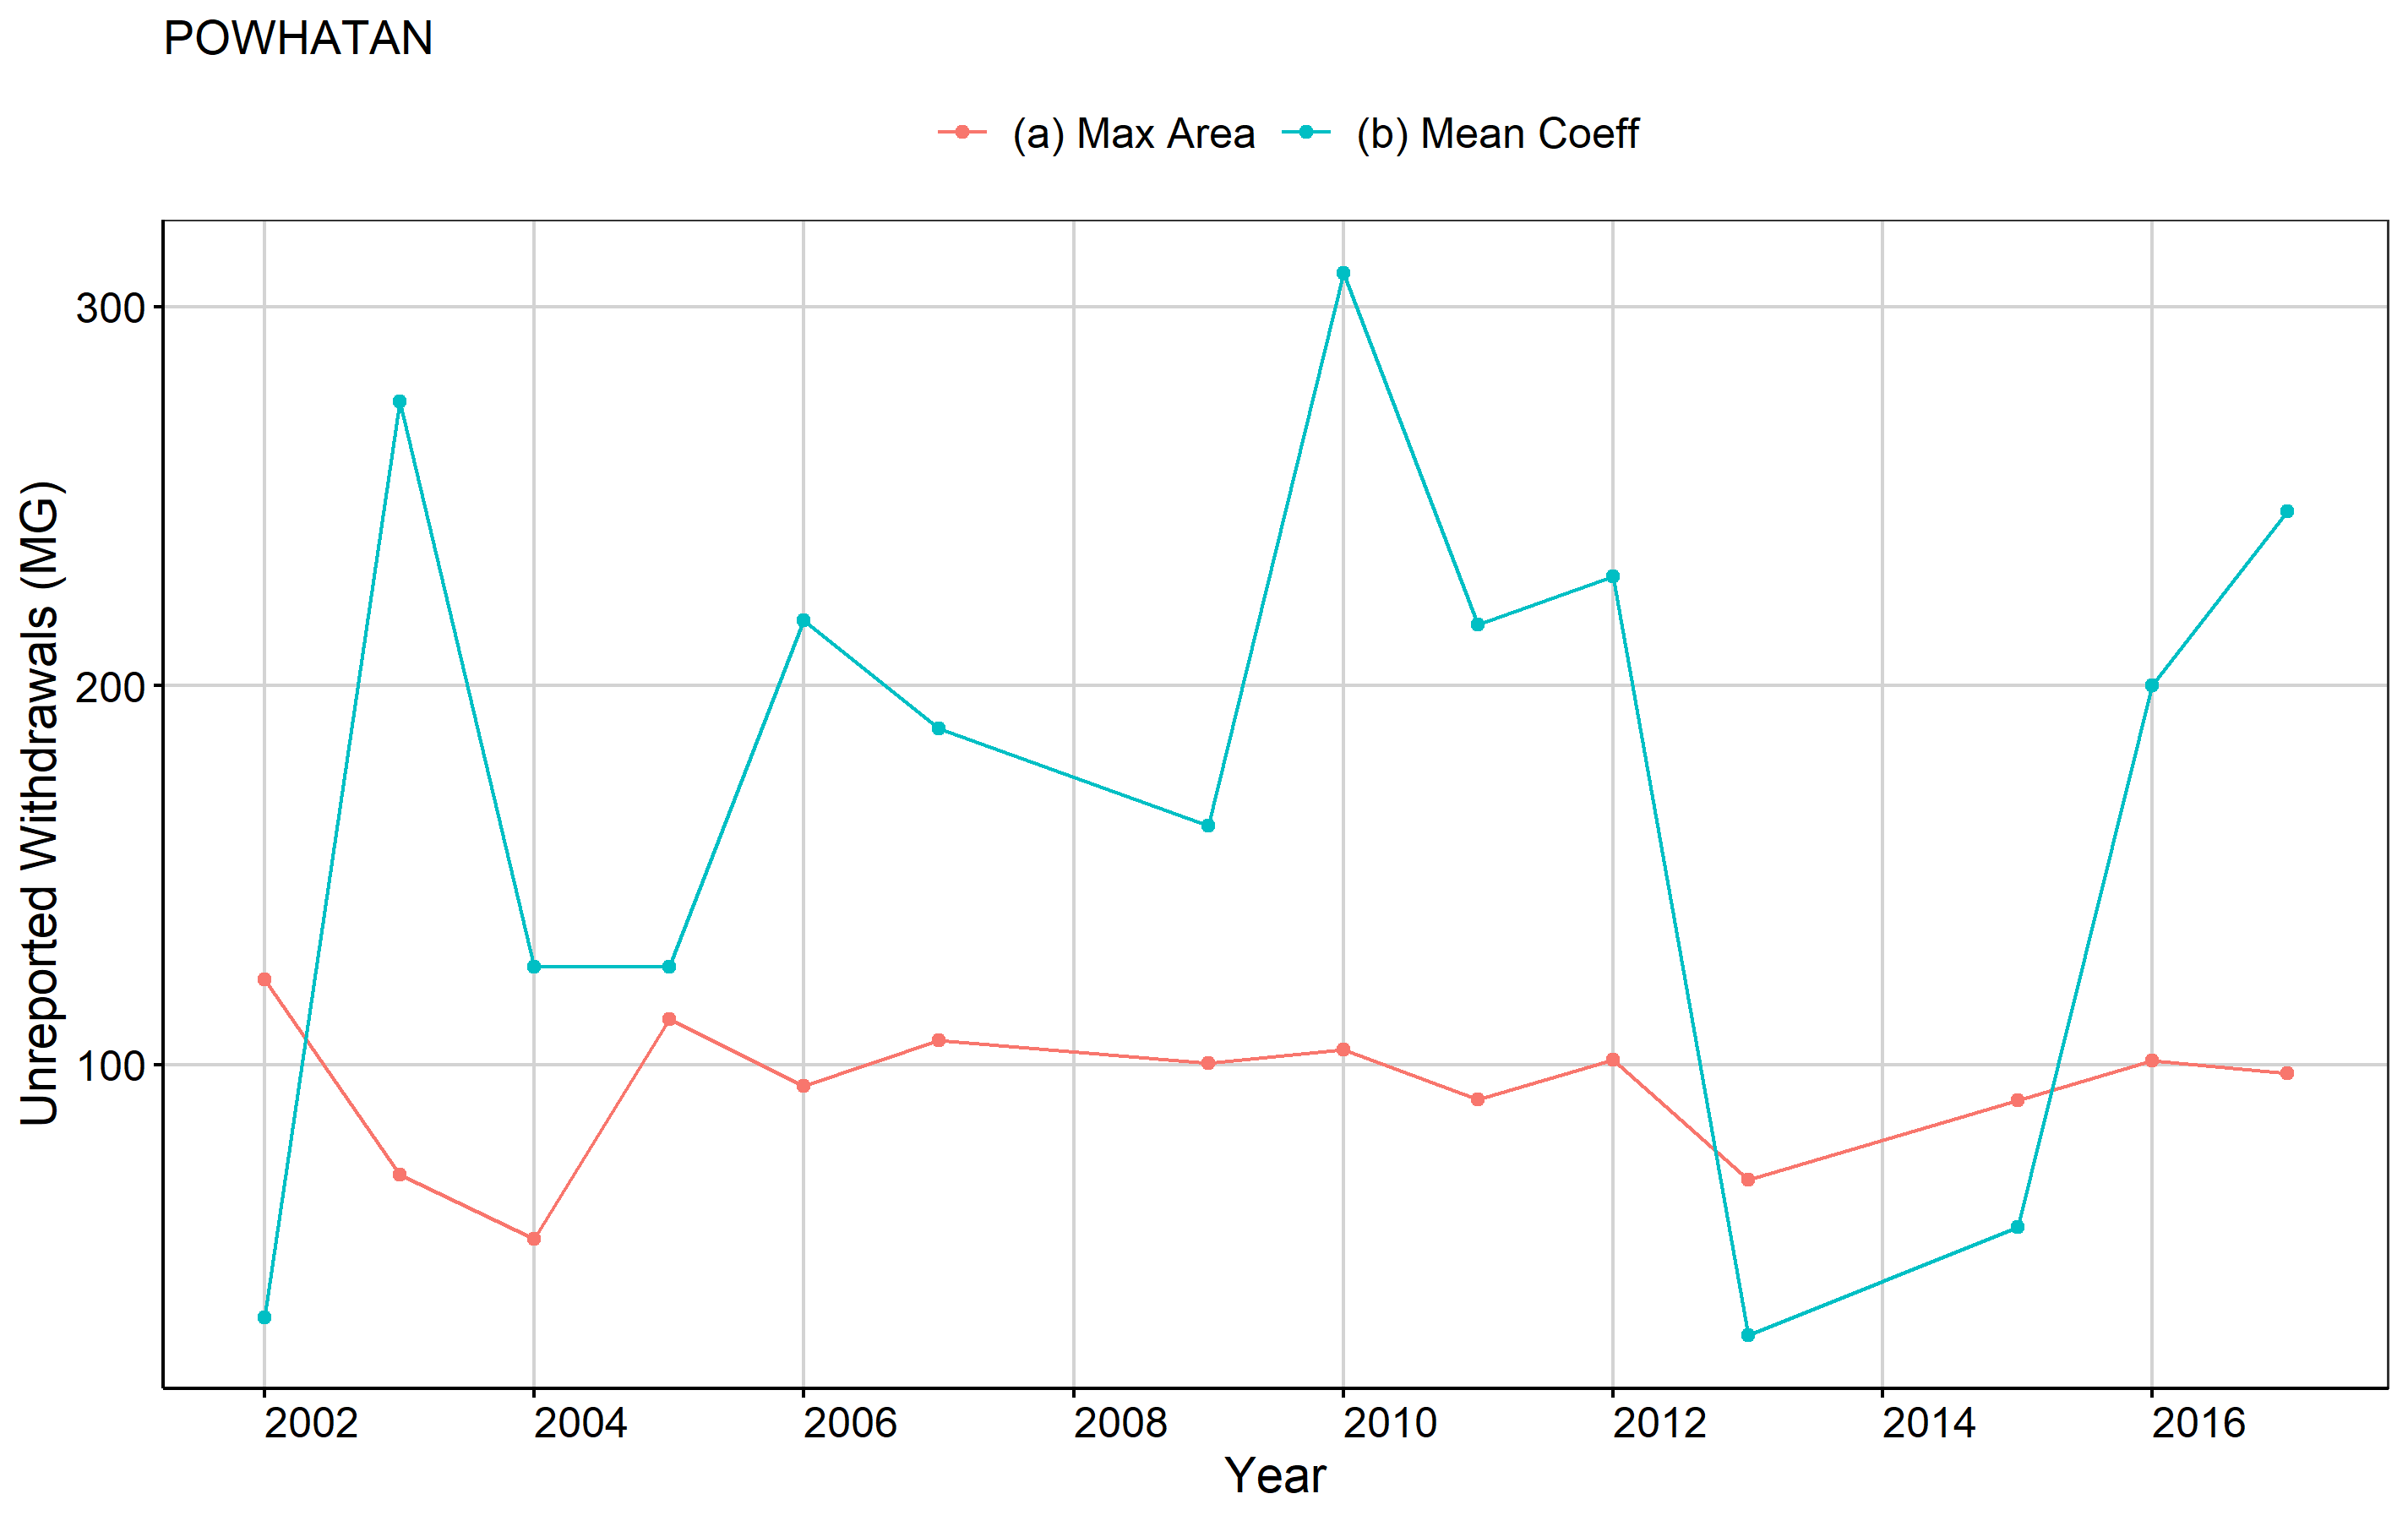 POWHATAN
(a) Max Area (b) Mean Coeff
Unreported Withdrawals (MG)
300
200
100
2002 2004 2006 2008 2010 2012 2014 2016
Year